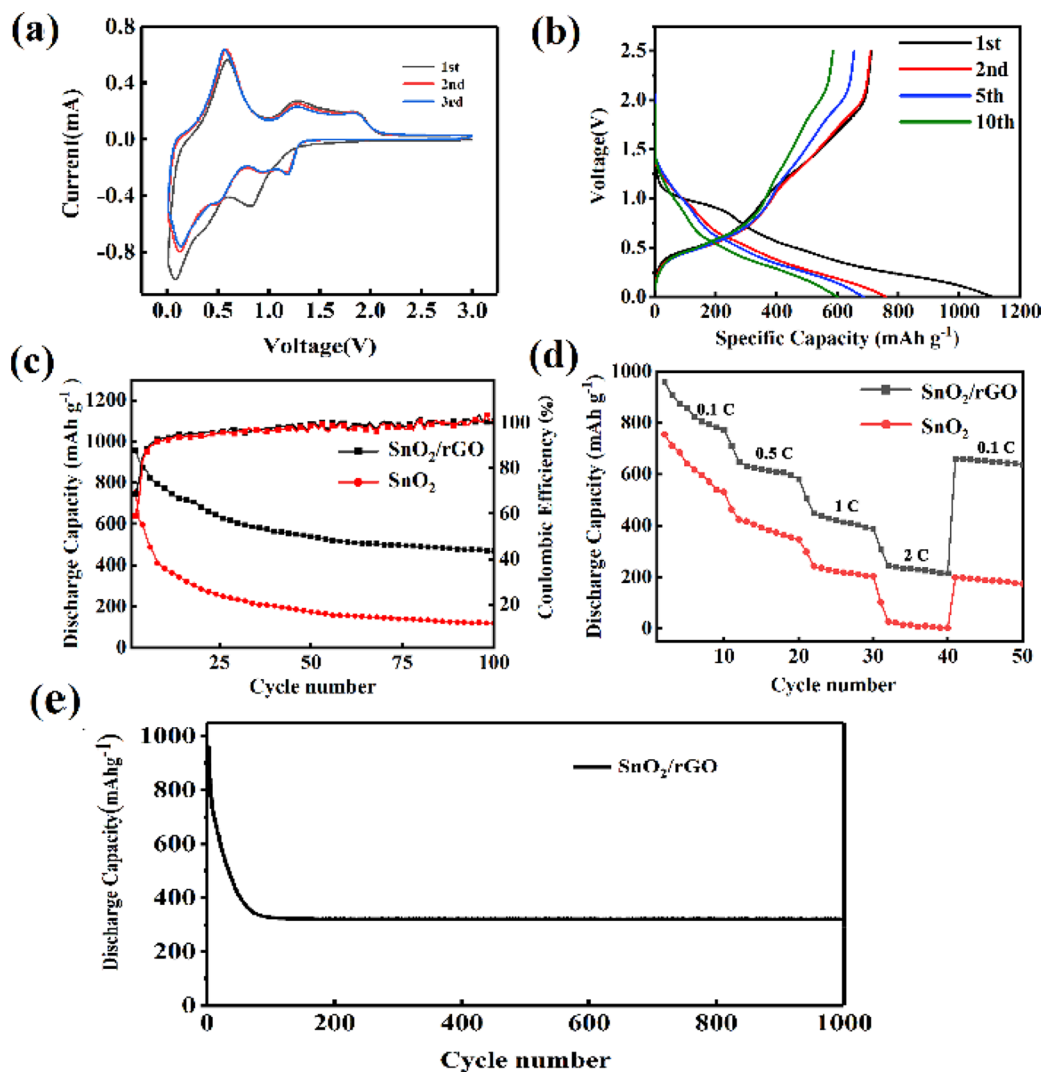 (a)
0.8
0.4
0.0
-0.4
-0.8
Current(mA)
1st
2nd
3rd
0.0 0.6 1.2 1.8 2.4 3.0
Voltage(V)
(b)
2.5
2.0
1.5
1.0
0.5
0.0
Voltage(V)
1st
2nd
5th
10th
0 200 400 600 800 1000 1200
Specific Capacity (mAh g⁻¹)
(c)
1200
1000
800
600
400
200
0
Discharge Capacity (mAh g⁻¹)
SnO₂/rGO
SnO₂
100
80
60
40
20
Coulombic Efficiency (%)
25 50 75 100
Cycle number
(d)
1000
800
600
400
200
0
Discharge Capacity (mAh g⁻¹)
SnO₂/rGO
SnO₂
0.1 C
0.5 C
1 C
2 C
0.1 C
10 20 30 40 50
Cycle number
(e)
1000
800
600
400
200
0
Discharge Capacity(mAhg⁻¹)
SnO₂/rGO
0 200 400 600 800 1000
Cycle number